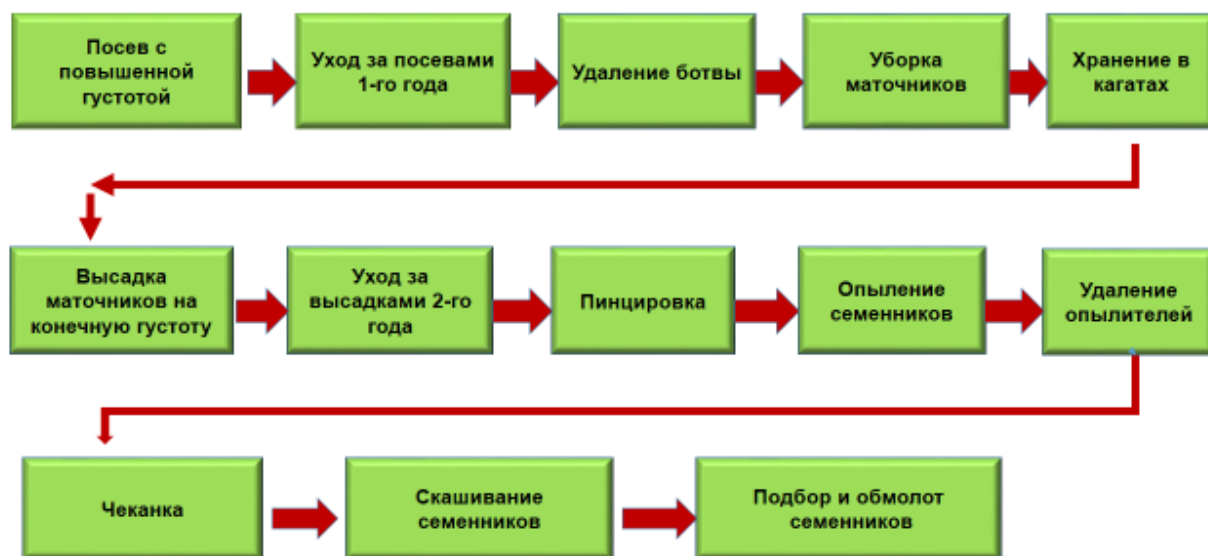 Посев с
повышенной
густотой
Уход за посевами
1-го года
Удаление ботвы
Уборка
маточников
Хранение в
кагатах
Высадка
маточников на
конечную густоту
Уход за
высадками 2-го
года
Пинцировка
Опыление
семенников
Удаление
опылителей
Чеканка
Скашивание
семенников
Подбор и обмолот
семенников